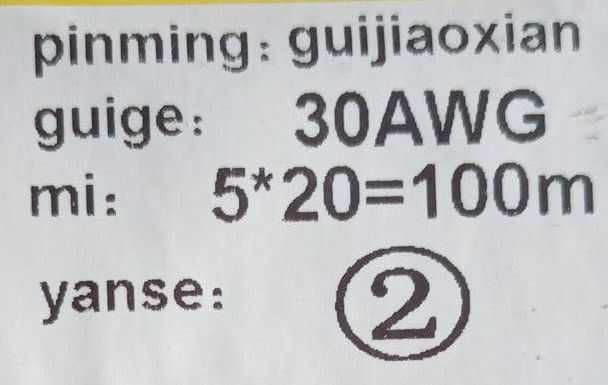 pinming: guijiaoxian
guige: 30AWG
mi: 5*20=100m
yanse: ②